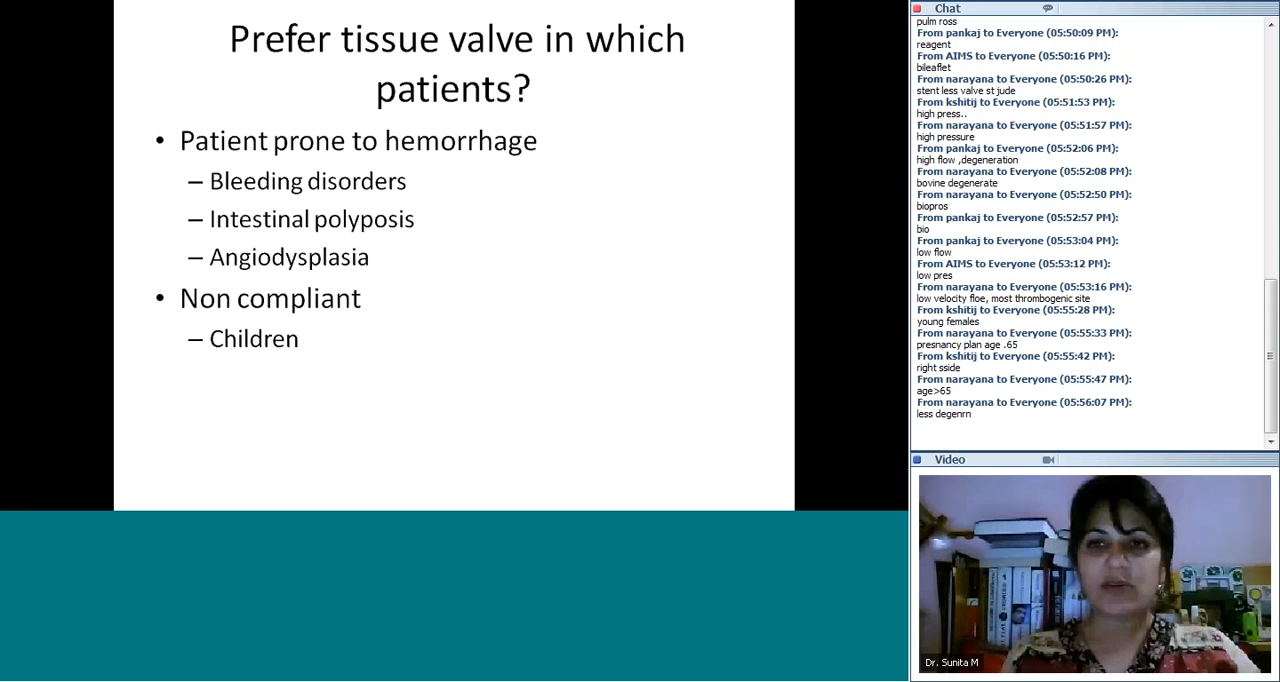 Prefer tissue valve in which
patients?
• Patient prone to hemorrhage
– Bleeding disorders
– Intestinal polyposis
– Angiodysplasia
• Non compliant
– Children
Chat
pulm ross
From pankaj to Everyone (05:50:09 PM):
reagent
From AIMS to Everyone (05:50:16 PM):
bileaflet
From narayana to Everyone (05:50:26 PM):
stent less valve st jude
From kshitij to Everyone (05:51:53 PM):
high press..
From narayana to Everyone (05:51:57 PM):
high pressure
From pankaj to Everyone (05:52:06 PM):
high flow ,degeneration
From narayana to Everyone (05:52:08 PM):
bovine degenerate
From narayana to Everyone (05:52:50 PM):
biopros
From pankaj to Everyone (05:52:57 PM):
bio
From pankaj to Everyone (05:53:04 PM):
low flow
From AIMS to Everyone (05:53:12 PM):
low pres
From narayana to Everyone (05:53:16 PM):
low velocity floe, most thrombogenic site
From kshitij to Everyone (05:55:28 PM):
young females
From narayana to Everyone (05:55:33 PM):
presnancy plan age .65
From kshitij to Everyone (05:55:42 PM):
right sside
From narayana to Everyone (05:55:47 PM):
age>65
From narayana to Everyone (05:56:07 PM):
less degenrn
Video
Dr. Sunita M